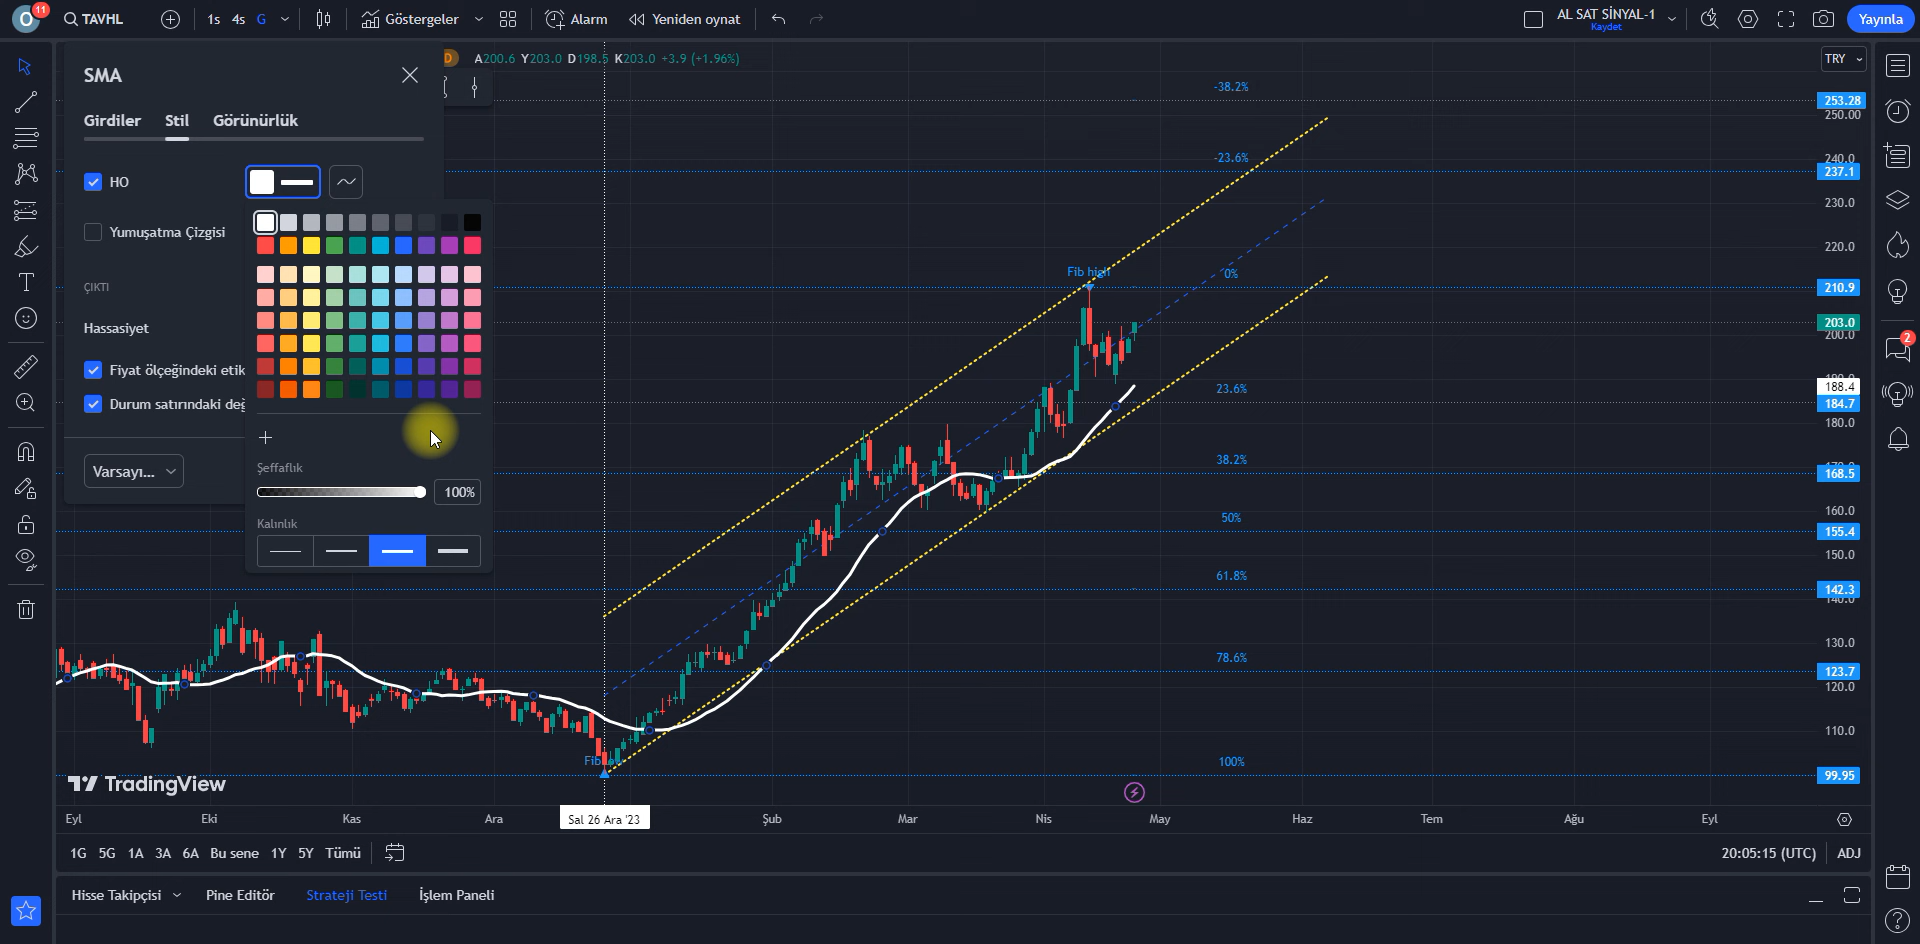 O 11 TAVHL 1s 4s G Göstergeler Alarm Yeniden oynat AL SAT SİNYAL-1 Kaydet Yayınla
D A200.6 Y203.0 D198.5 K203.0 +3.9 (+1.96%) TRY
SMA
Girdiler Stil Görünürlük
HO
Yumuşatma Çizgisi
ÇIKTI
Hassasiyet
Fiyat ölçeğindeki etik
Durum satırındaki değ
Varsayı...
Şeffaflık
100%
Kalınlık
-38.2%
-23.6%
Fib high
0%
23.6%
38.2%
50%
61.8%
78.6%
100%
253.28
250.00
240.0
237.1
230.0
220.0
210.9
203.0
200.0
188.4
184.7
180.0
168.5
160.0
155.4
150.0
142.3
140.0
130.0
123.7
120.0
110.0
99.95
TradingView
Eyl Eki Kas Ara Sal 26 Ara '23 Şub Mar Nis May Haz Tem Ağu Eyl
1G 5G 1A 3A 6A Bu sene 1Y 5Y Tümü 20:05:15 (UTC) ADJ
Hisse Takipçisi Pine Editör Strateji Testi İşlem Paneli
2